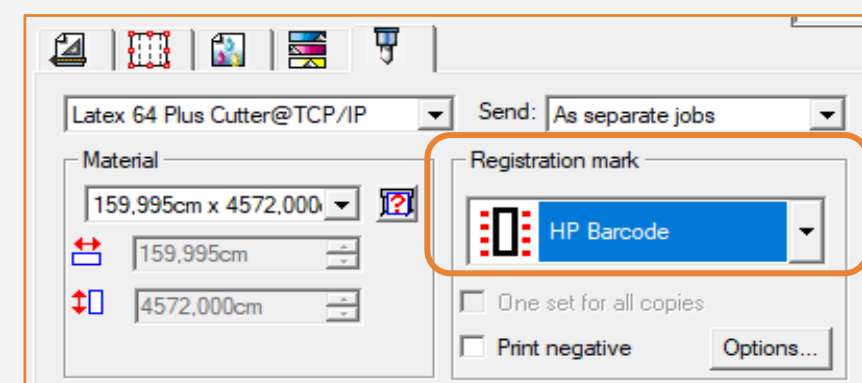 Latex 64 Plus Cutter@TCP/IP
Send: As separate jobs
Material
Registration mark
159,995cm x 4572,000
HP Barcode
159,995cm
4572,000cm
One set for all copies
Print negative
Options...